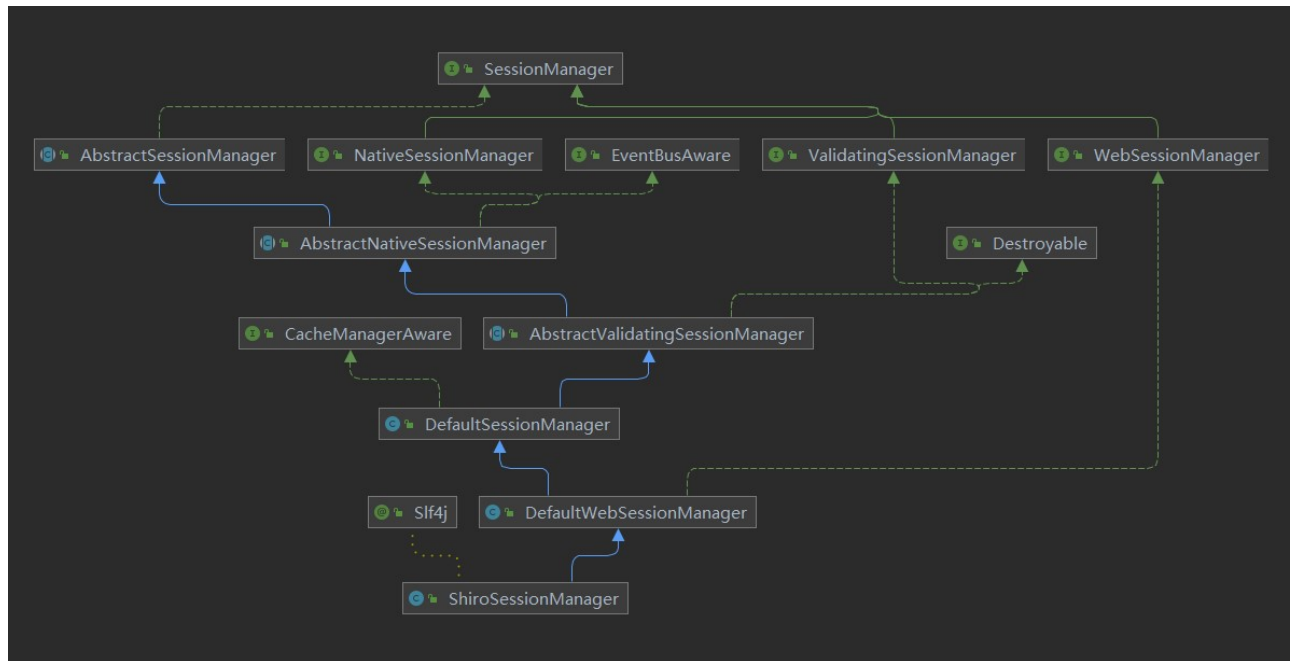 SessionManager
AbstractSessionManager
NativeSessionManager
EventBusAware
ValidatingSessionManager
WebSessionManager
AbstractNativeSessionManager
Destroyable
CacheManagerAware
AbstractValidatingSessionManager
DefaultSessionManager
Slf4j
DefaultWebSessionManager
ShiroSessionManager